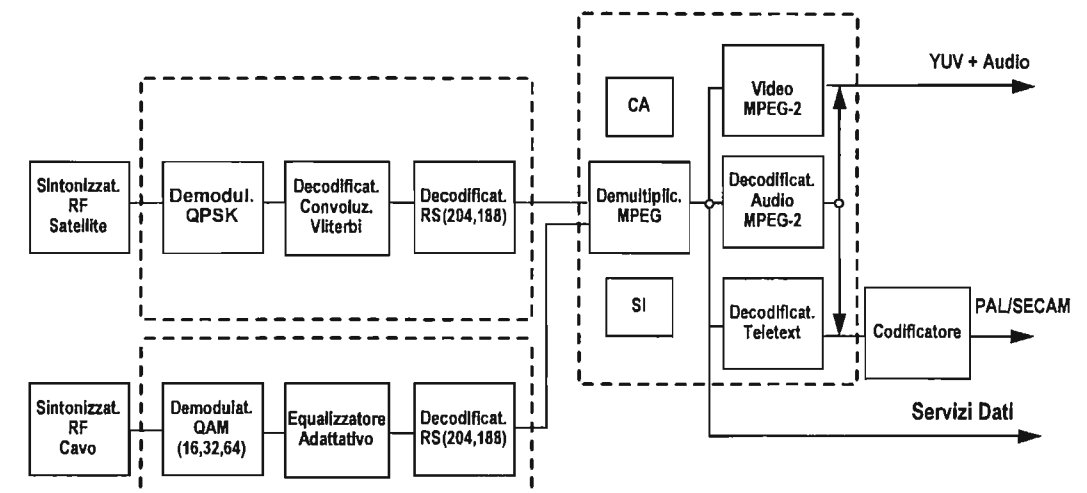 YUV + Audio
Video
MPEG-2
CA
Sintonizzat.
RF
Satellite
Demodul.
QPSK
Decodificat.
Convoluz.
Vliterbi
Decodificat.
RS(204,188)
Demultiplic.
MPEG
Decodificat.
Audio
MPEG-2
SI
Decodificat.
Teletext
Codificatore
PAL/SECAM
Sintonizzat.
RF
Cavo
Demodulat.
QAM
(16,32,64)
Equalizzatore
Adattativo
Decodificat.
RS(204,188)
Servizi Dati